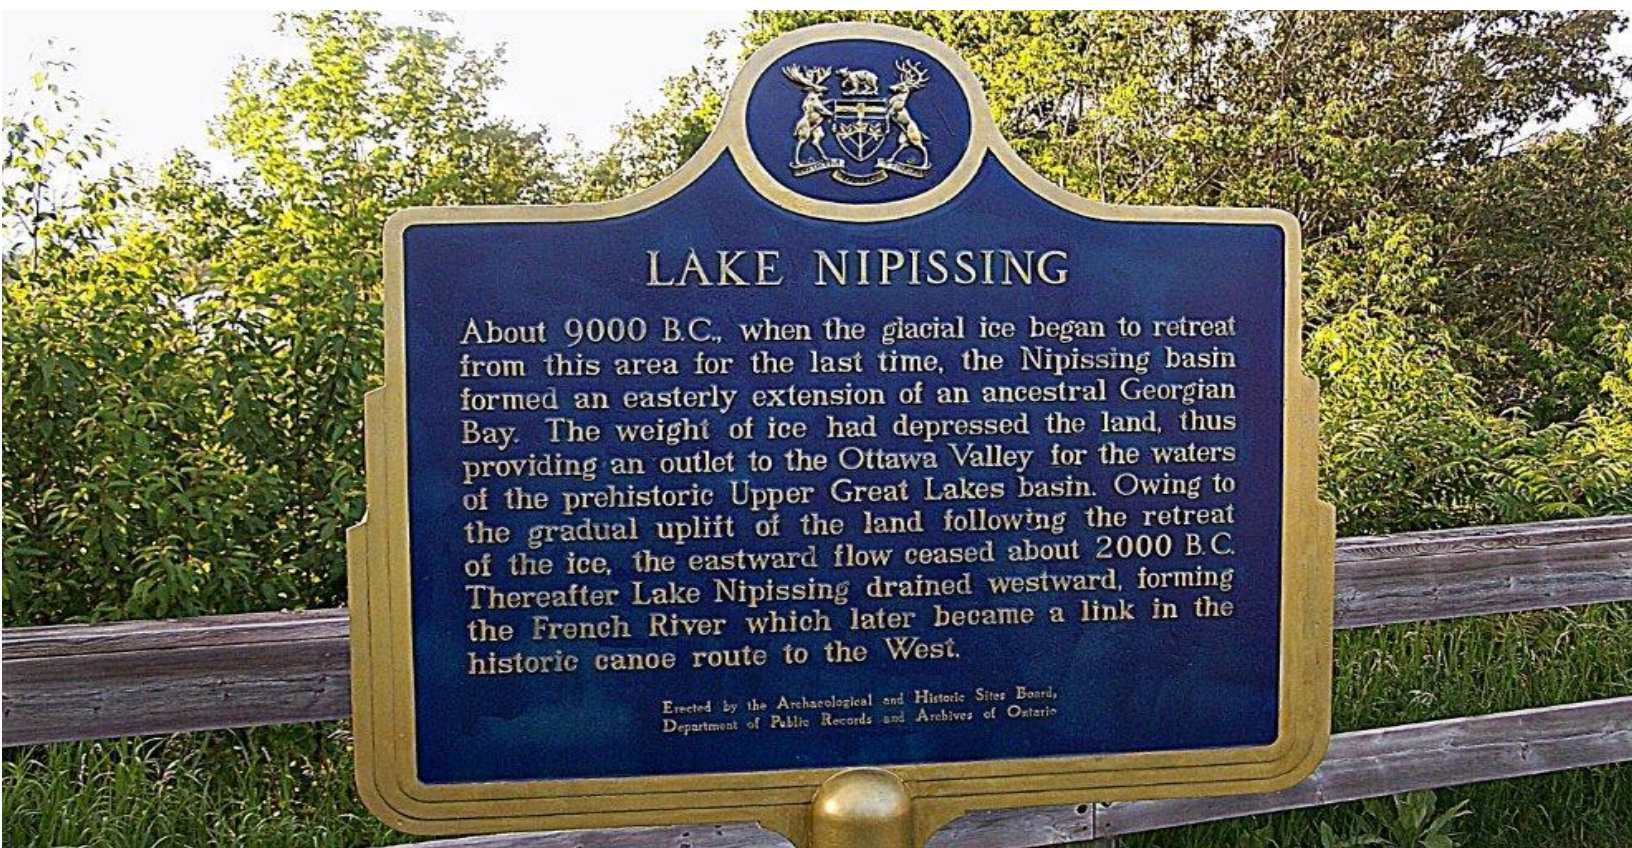 LAKE NIPISSING
About 9000 B.C., when the glacial ice began to retreat
from this area for the last time, the Nipissing basin
formed an easterly extension of an ancestral Georgian
Bay. The weight of ice had depressed the land, thus
providing an outlet to the Ottawa Valley for the waters
of the prehistoric Upper Great Lakes basin. Owing to
the gradual uplift of the land following the retreat
of the ice, the eastward flow ceased about 2000 B.C.
Thereafter Lake Nipissing drained westward, forming
the French River which later became a link in the
historic canoe route to the West.
Erected by the Archaeological and Historic Sites Board,
Department of Public Records and Archives of Ontario